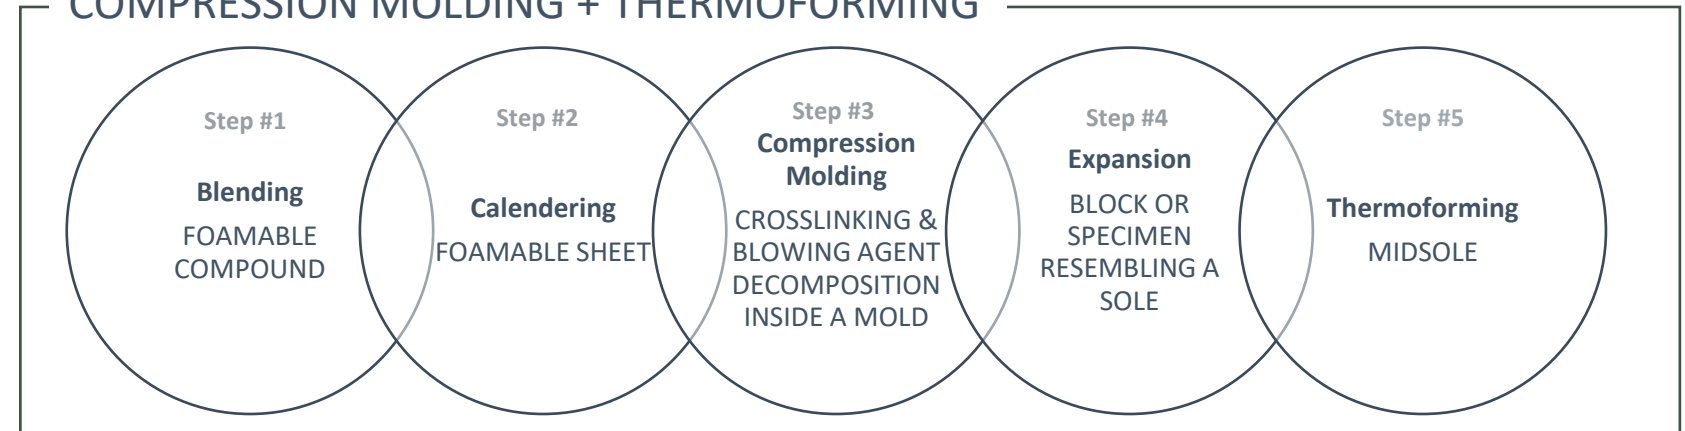 COMPRESSION MOLDING + THERMOFORMING
Step #1
Blending
FOAMABLE
COMPOUND
Step #2
Calendering
FOAMABLE SHEET
Step #3
Compression
Molding
CROSSLINKING &
BLOWING AGENT
DECOMPOSITION
INSIDE A MOLD
Step #4
Expansion
BLOCK OR
SPECIMEN
RESEMBLING A
SOLE
Step #5
Thermoforming
MIDSOLE